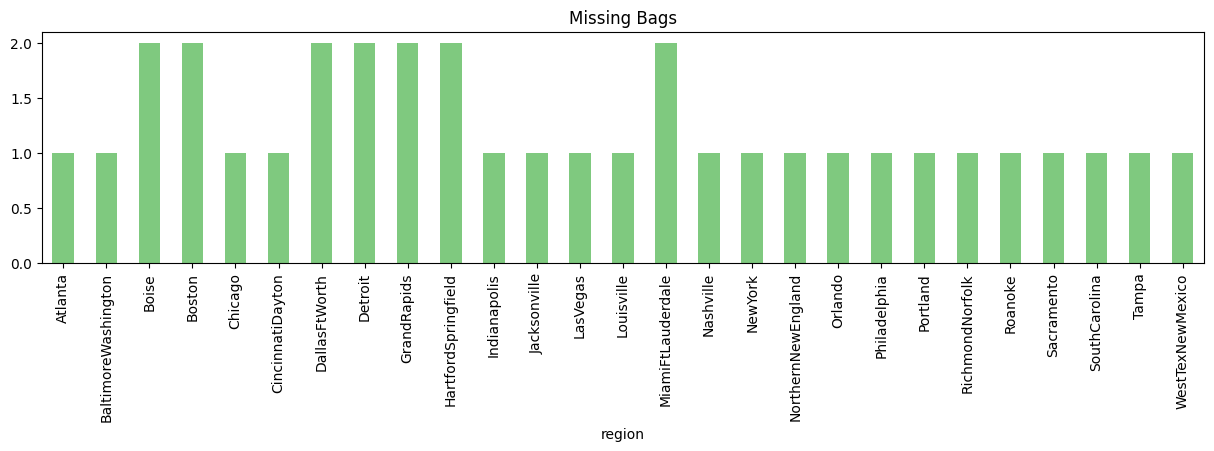 Missing Bags
2.0
1.5
1.0
0.5
0.0
Atlanta
BaltimoreWashington
Boise
Boston
Chicago
CincinnatiDayton
DallasFtWorth
Detroit
GrandRapids
HartfordSpringfield
Indianapolis
Jacksonville
LasVegas
Louisville
MiamiFtLauderdale
Nashville
NewYork
NorthernNewEngland
Orlando
Philadelphia
Portland
RichmondNorfolk
Roanoke
Sacramento
SouthCarolina
Tampa
WestTexNewMexico
region